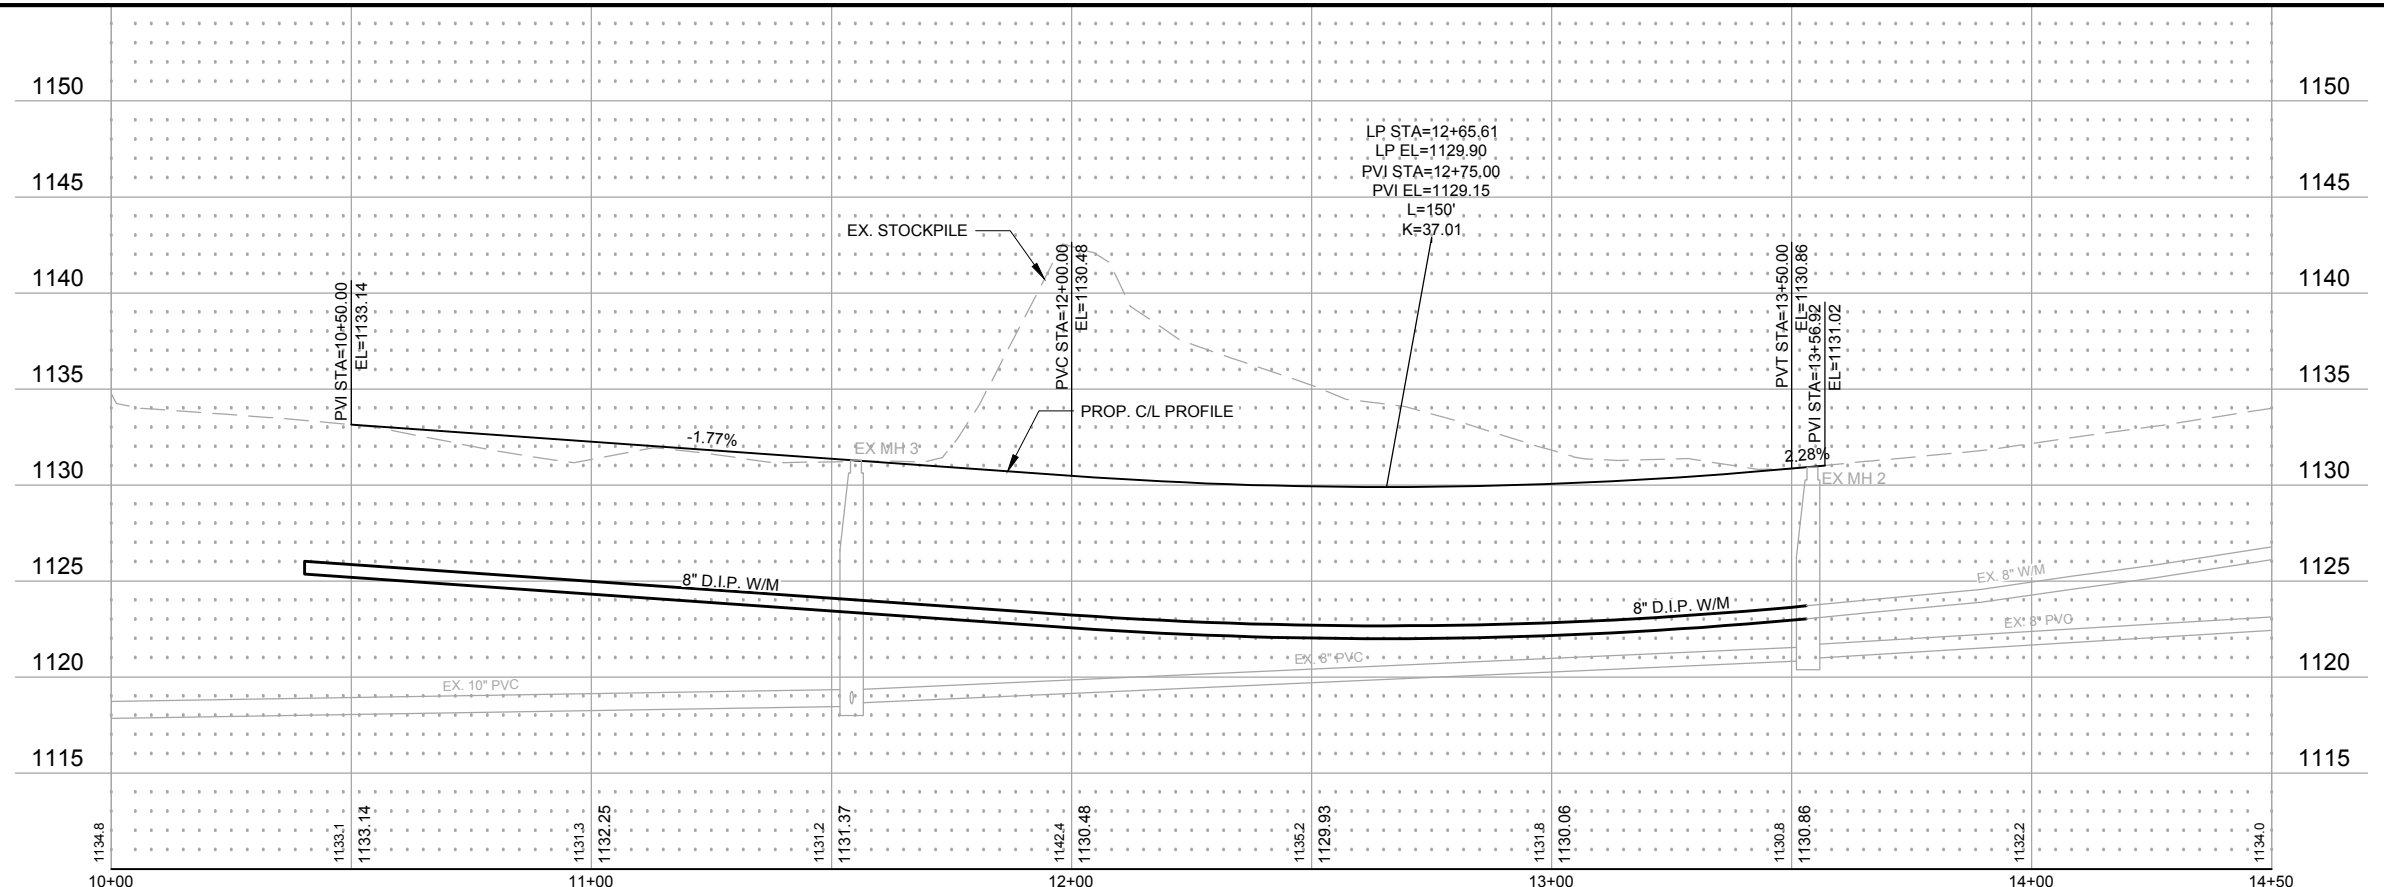 LP STA=12+65.61
LP EL=1129.90
PVI STA=12+75.00
PVI EL=1129.15
L=150'
K=37.01
EX. STOCKPILE
PVI STA=10+50.00
EL=1133.14
PVC STA=12+00.00
EL=1130.48
PVT STA=13+50.00
EL=1130.86
PVI STA=13+56.92
EL=1131.02
PROP. C/L PROFILE
-1.77%
EX MH 3
2.28%
EX MH 2
8" D.I.P. W/M
8" D.I.P. W/M
EX. 8" W/M
EX. 8" PVC
EX. 8" PVC
EX. 10" PVC
1150
1145
1140
1135
1130
1125
1120
1115
1150
1145
1140
1135
1130
1125
1120
1115
1134.8
1133.1
1133.14
1131.3
1132.25
1131.2
1131.37
1142.4
1130.48
1135.2
1129.93
1131.8
1130.06
1130.8
1130.86
1132.2
1134.0
10+00
11+00
12+00
13+00
14+00
14+50